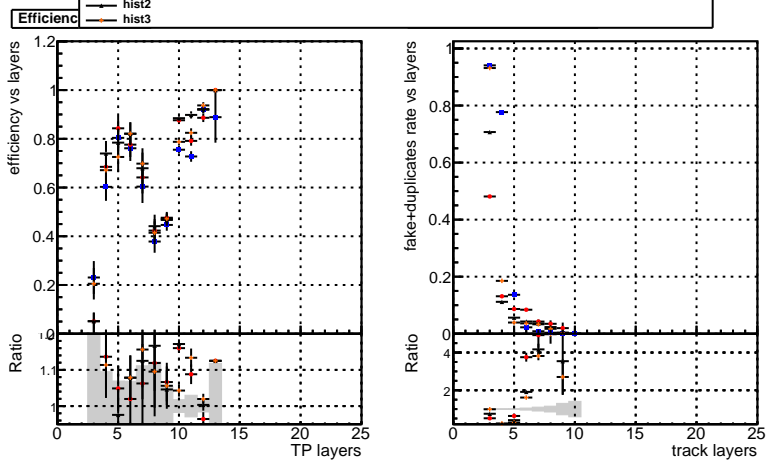 hist2
Efficienc
hist3
1.2
1
0.8
0.6
0.4
0.2
0
efficiency vs layers
1.1
1
Ratio
0 5 10 15 20 25
TP layers
1
0.8
0.6
0.4
0.2
0
fake+duplicates rate vs layers
4
2
Ratio
0 5 10 15 20 25
track layers